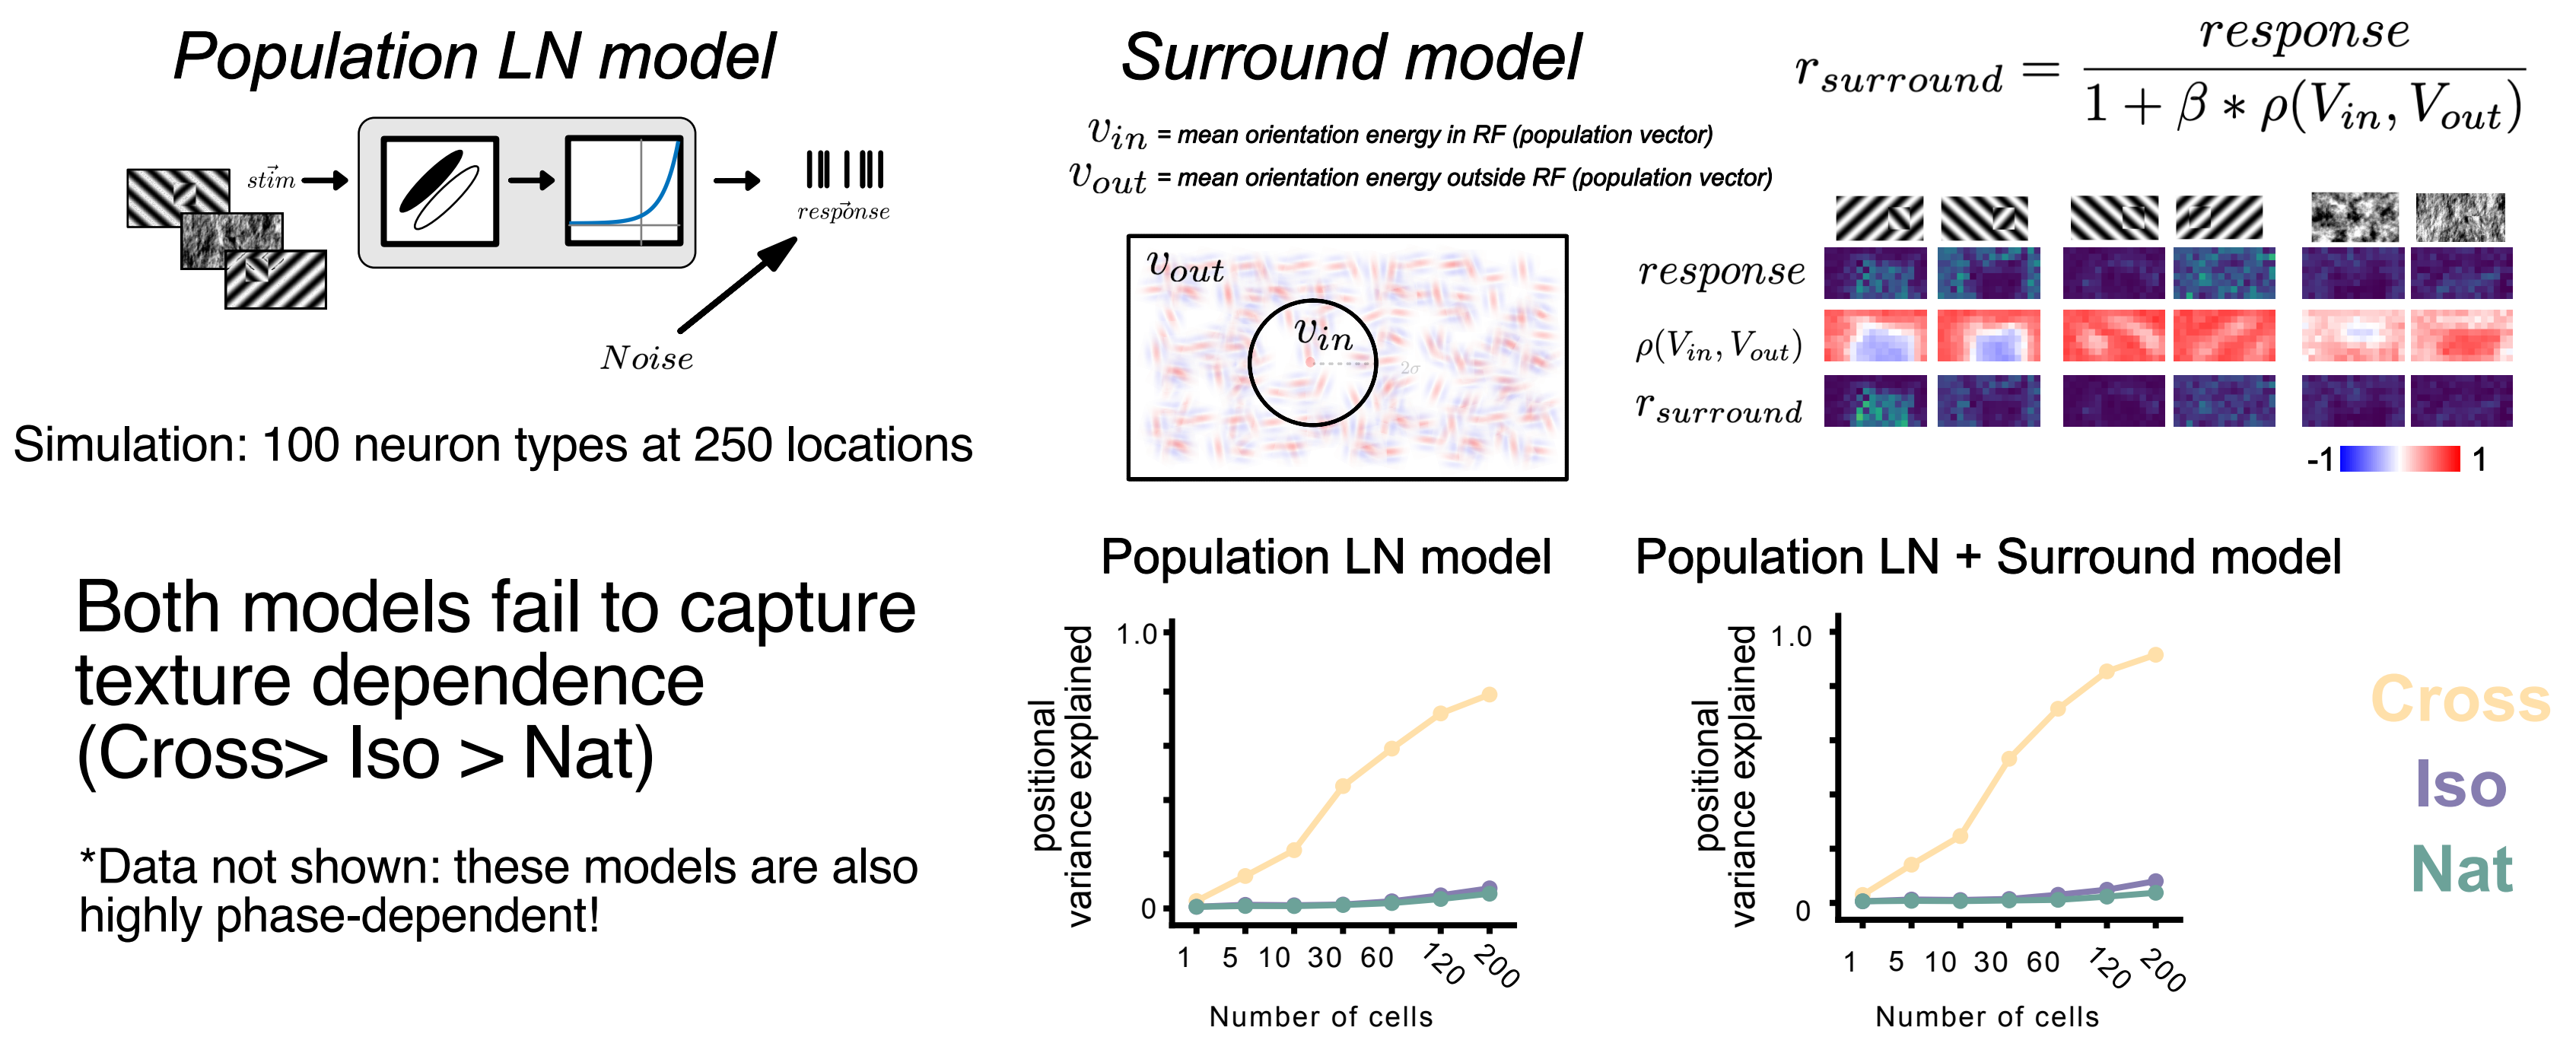 Population LN model
stim
response
Noise
Simulation: 100 neuron types at 250 locations
Surround model
v_in = mean orientation energy in RF (population vector)
v_out = mean orientation energy outside RF (population vector)
v_out
v_in
2σ
r_surround = response / (1 + β * ρ(V_in, V_out))
response
ρ(V_in, V_out)
r_surround
-1 1
Both models fail to capture
texture dependence
(Cross> Iso > Nat)
*Data not shown: these models are also
highly phase-dependent!
Population LN model
positional
variance explained
1.0
0
1 5 10 30 60 120 200
Number of cells
Population LN + Surround model
positional
variance explained
1.0
0
1 5 10 30 60 120 200
Number of cells
Cross
Iso
Nat